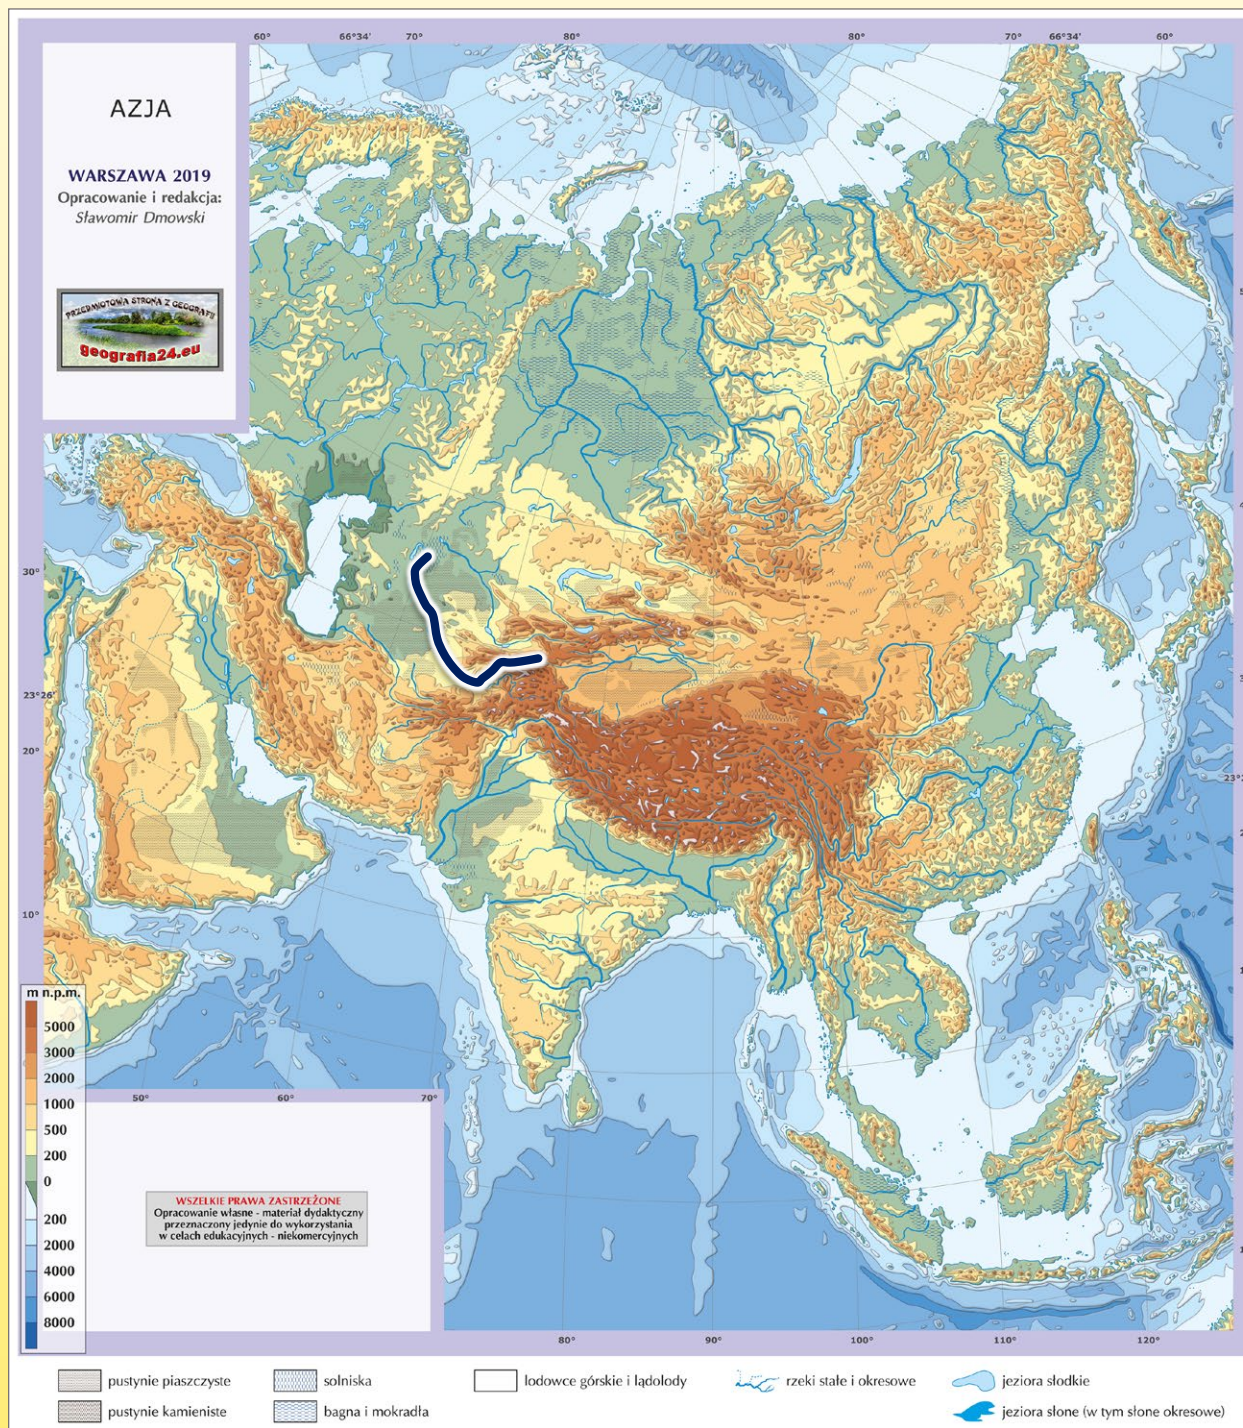 60° 66°34' 70° 80° 80° 70° 66°34' 60°
AZJA
WARSZAWA 2019
Opracowanie i redakcja:
Sławomir Dmowski
PRZEDMIOTOWA STRONA Z GEOGRAFII
geografia24.eu
30°
23°26'
20°
10°
m n.p.m.
5000
3000
2000
1000
500
200
0
200
2000
4000
6000
8000
50° 60° 70°
WSZELKIE PRAWA ZASTRZEŻONE
Opracowanie własne - materiał dydaktyczny
przeznaczony jedynie do wykorzystania
w celach edukacyjnych - niekomercyjnych
80° 90° 100° 110° 120°
pustynie piaszczyste
solniska
lodowce górskie i lądolody
rzeki stałe i okresowe
jeziora słodkie
pustynie kamieniste
bagna i mokradła
jeziora słone (w tym słone okresowe)